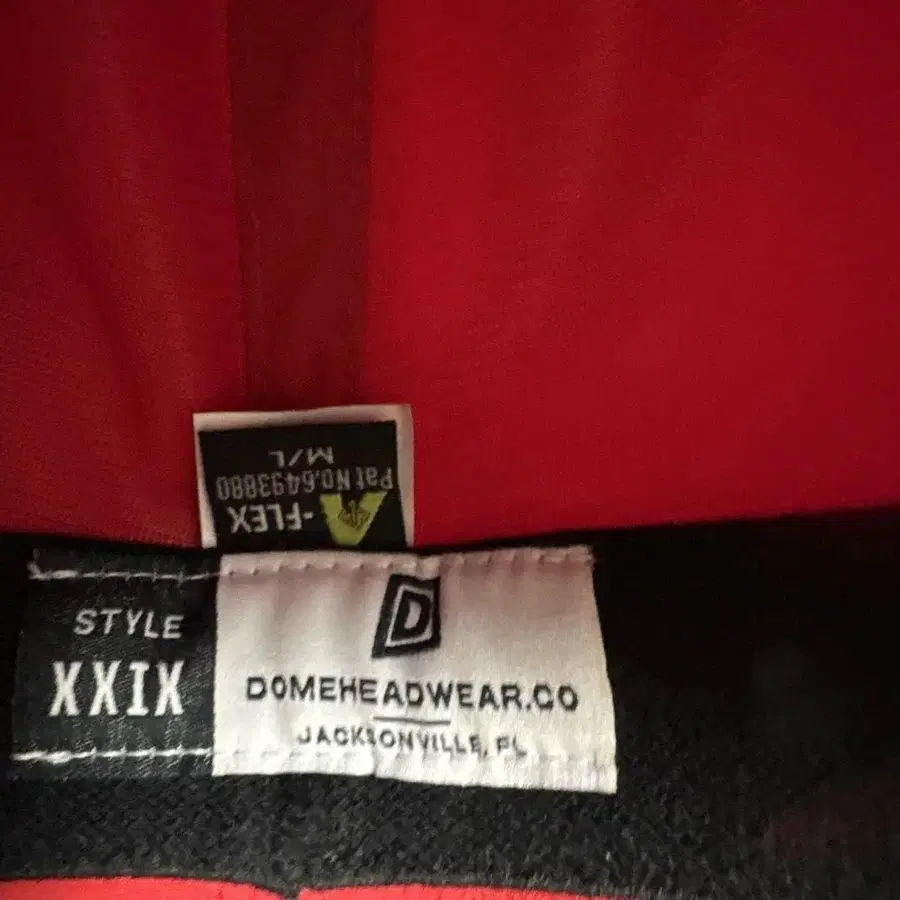 M/L
Pat No.6493880
A-FLEX
STYLE
XXIX
D
DOMEHEADWEAR.CO
JACKSONVILLE, FL